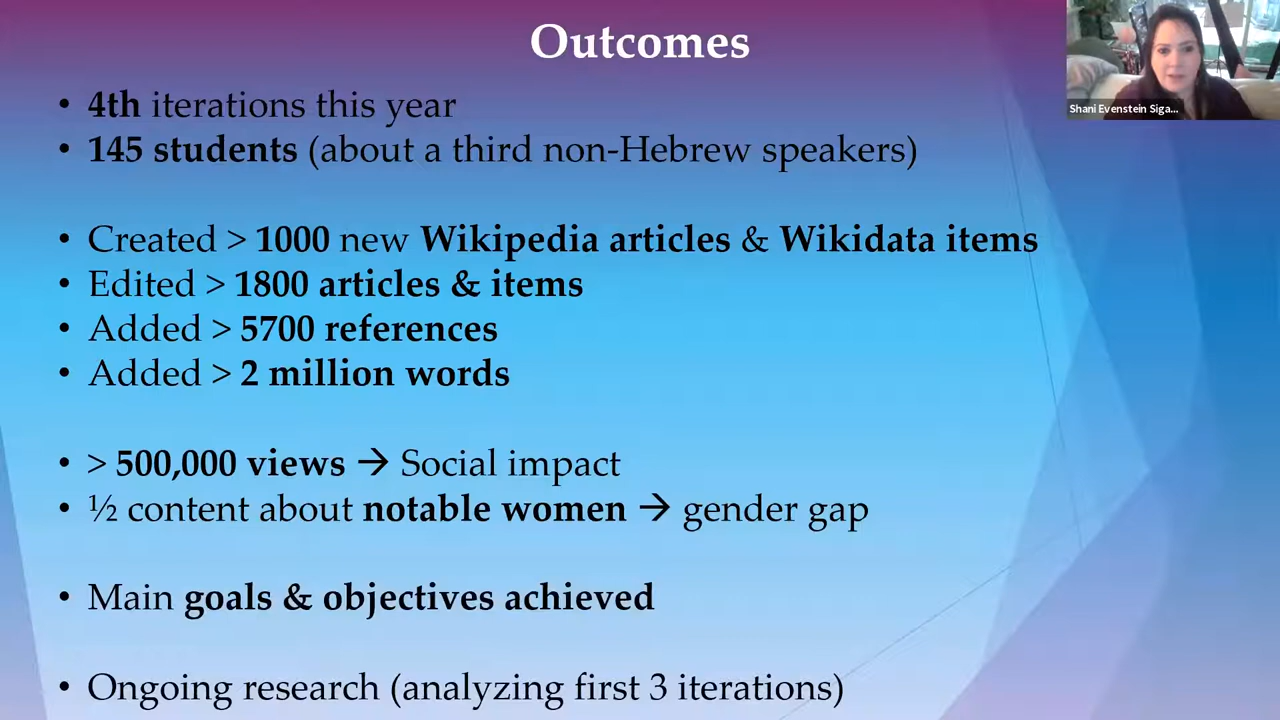 Outcomes
• 4th iterations this year
• 145 students (about a third non-Hebrew speakers)
• Created > 1000 new Wikipedia articles & Wikidata items
• Edited > 1800 articles & items
• Added > 5700 references
• Added > 2 million words
• > 500,000 views → Social impact
• ½ content about notable women → gender gap
• Main goals & objectives achieved
• Ongoing research (analyzing first 3 iterations)
Shani Evenstein Siga...